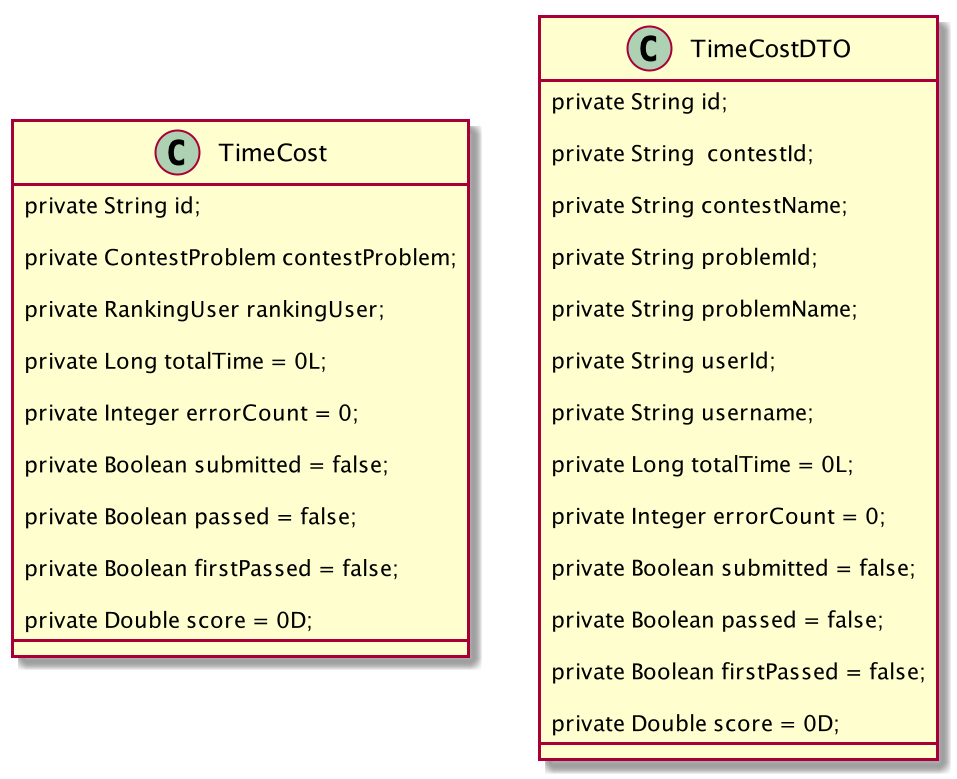 C TimeCost
private String id;
private ContestProblem contestProblem;
private RankingUser rankingUser;
private Long totalTime = 0L;
private Integer errorCount = 0;
private Boolean submitted = false;
private Boolean passed = false;
private Boolean firstPassed = false;
private Double score = 0D;
C TimeCostDTO
private String id;
private String  contestId;
private String contestName;
private String problemId;
private String problemName;
private String userId;
private String username;
private Long totalTime = 0L;
private Integer errorCount = 0;
private Boolean submitted = false;
private Boolean passed = false;
private Boolean firstPassed = false;
private Double score = 0D;